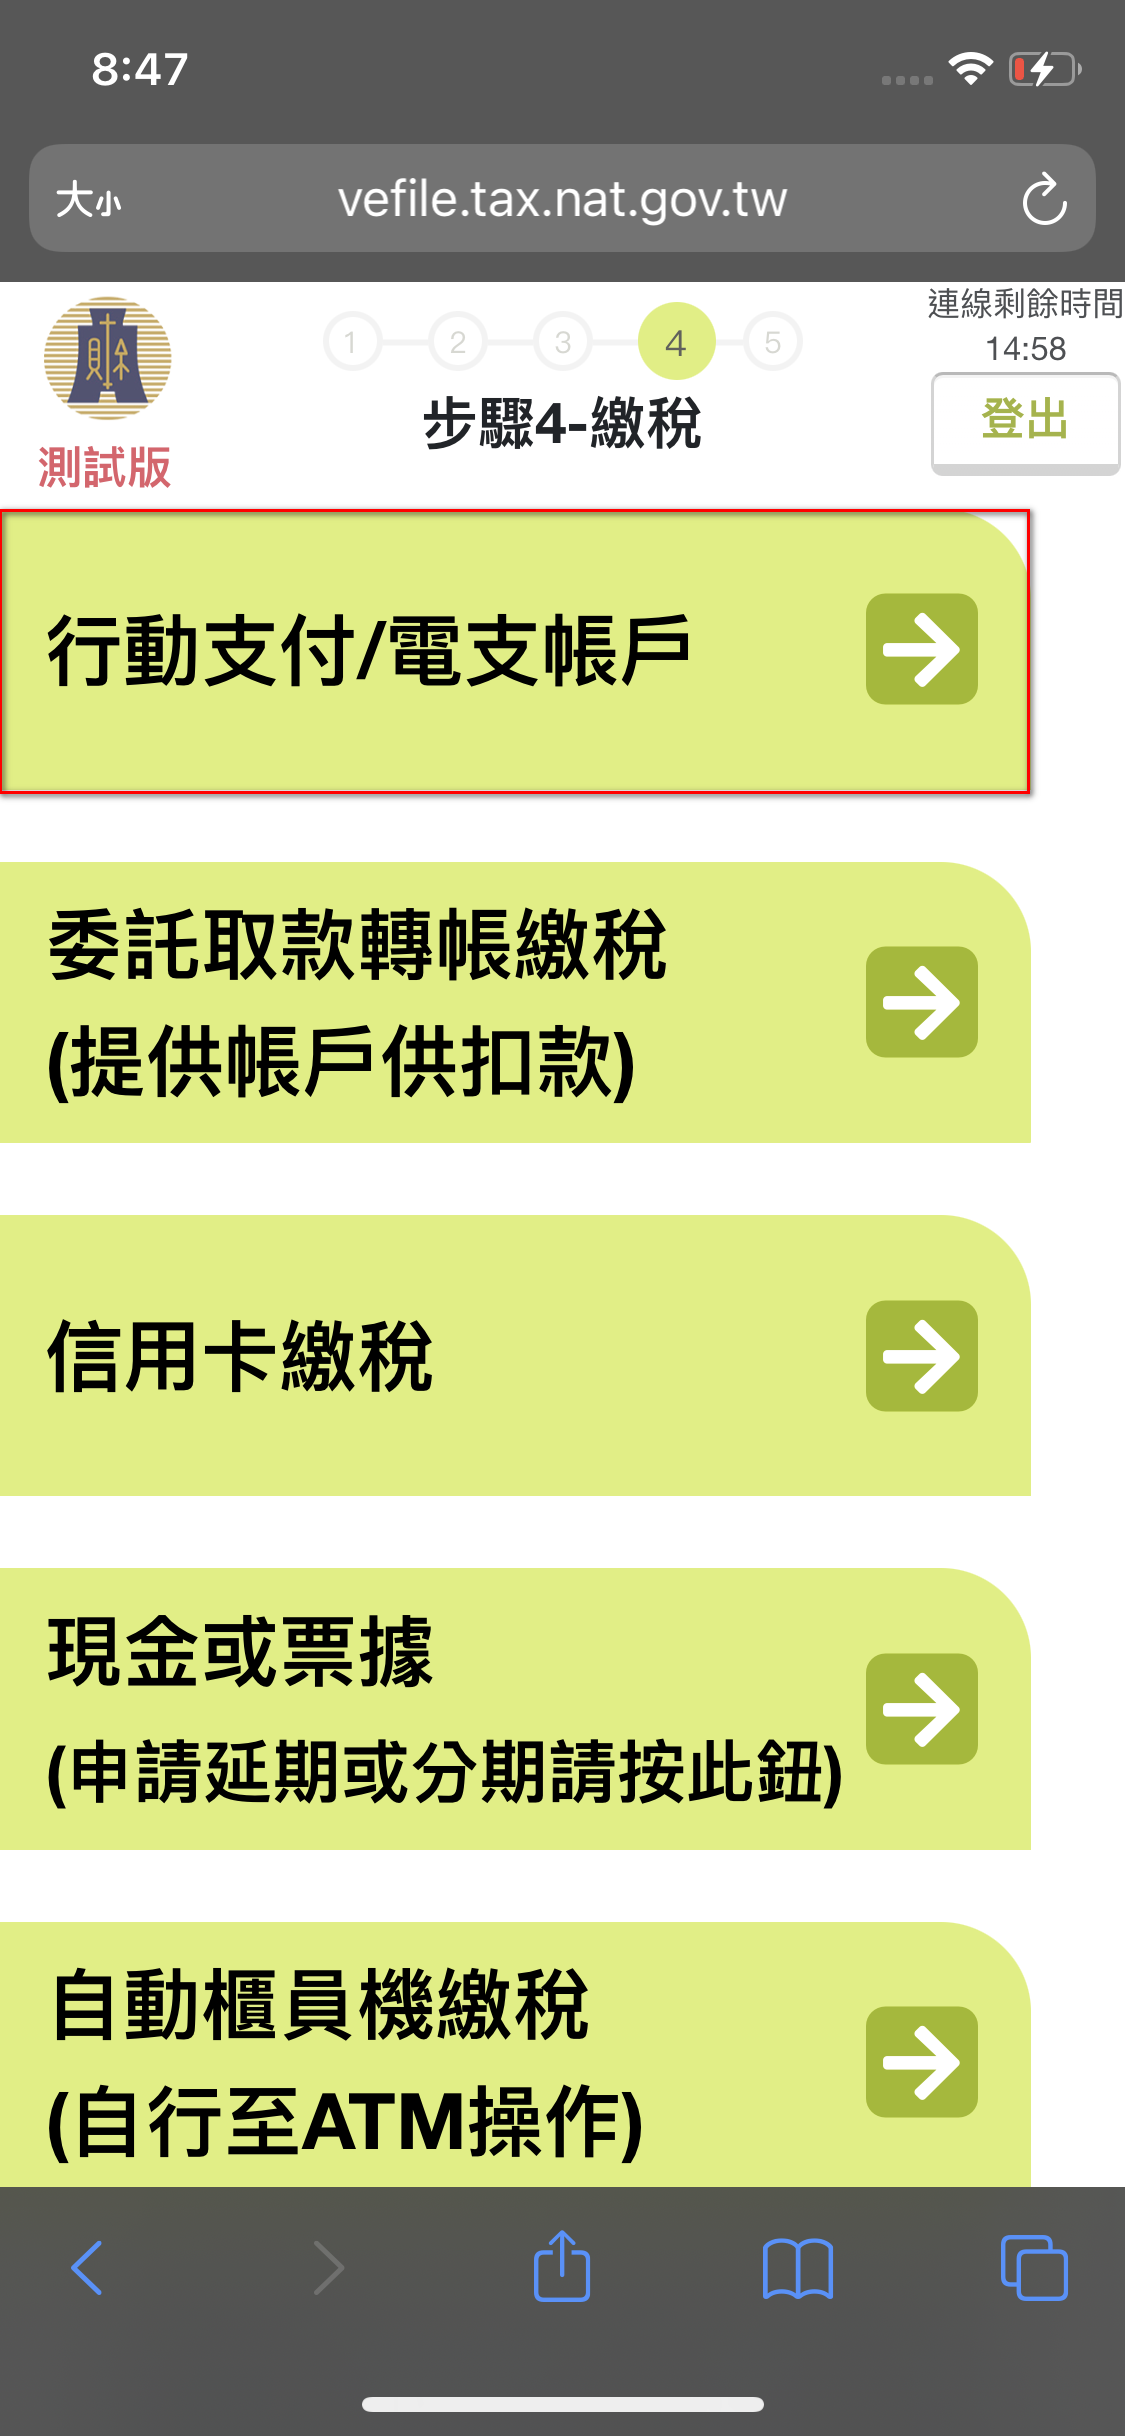 8:47
大小
vefile.tax.nat.gov.tw
連線剩餘時間
14:58
登出
1
2
3
4
5
步驟4-繳稅
測試版
行動支付/電支帳戶
委託取款轉帳繳稅
(提供帳戶供扣款)
信用卡繳稅
現金或票據
(申請延期或分期請按此鈕)
自動櫃員機繳稅
(自行至ATM操作)